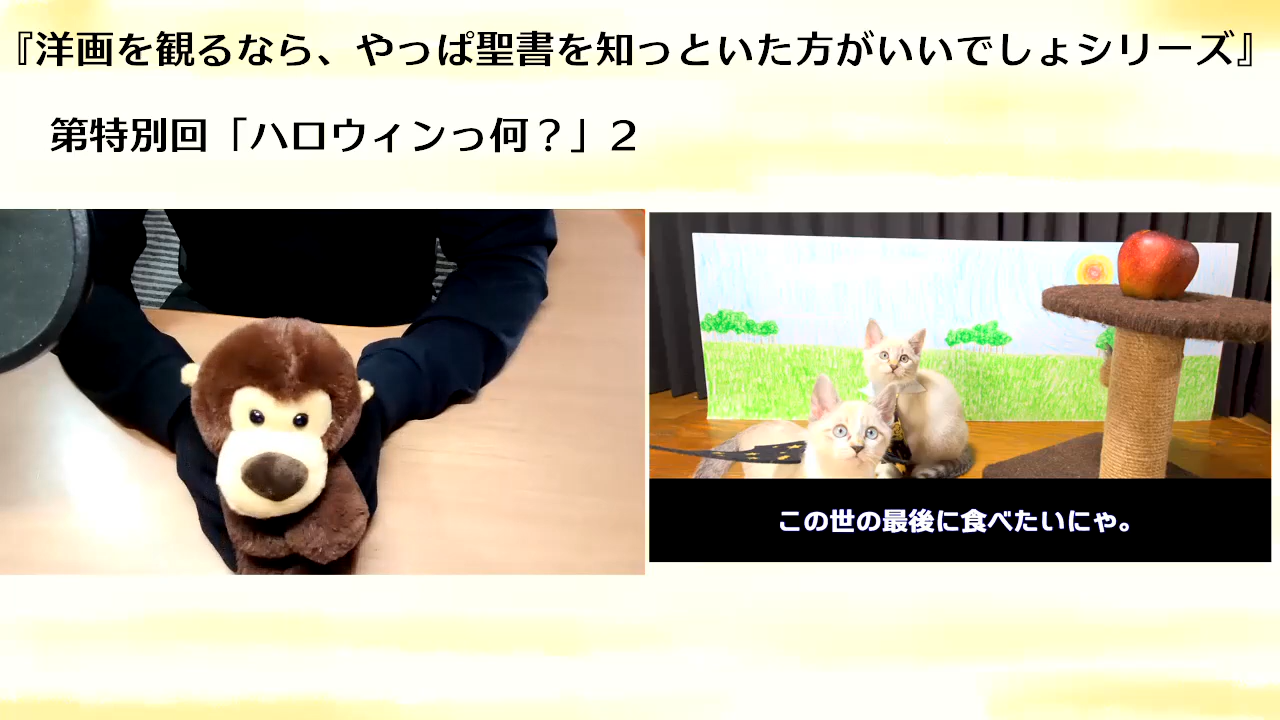 『洋画を観るなら、やっぱ聖書を知っといた方がいいでしょシリーズ』
第特別回「ハロウィンっ何？」２
この世の最後に食べたいにゃ。